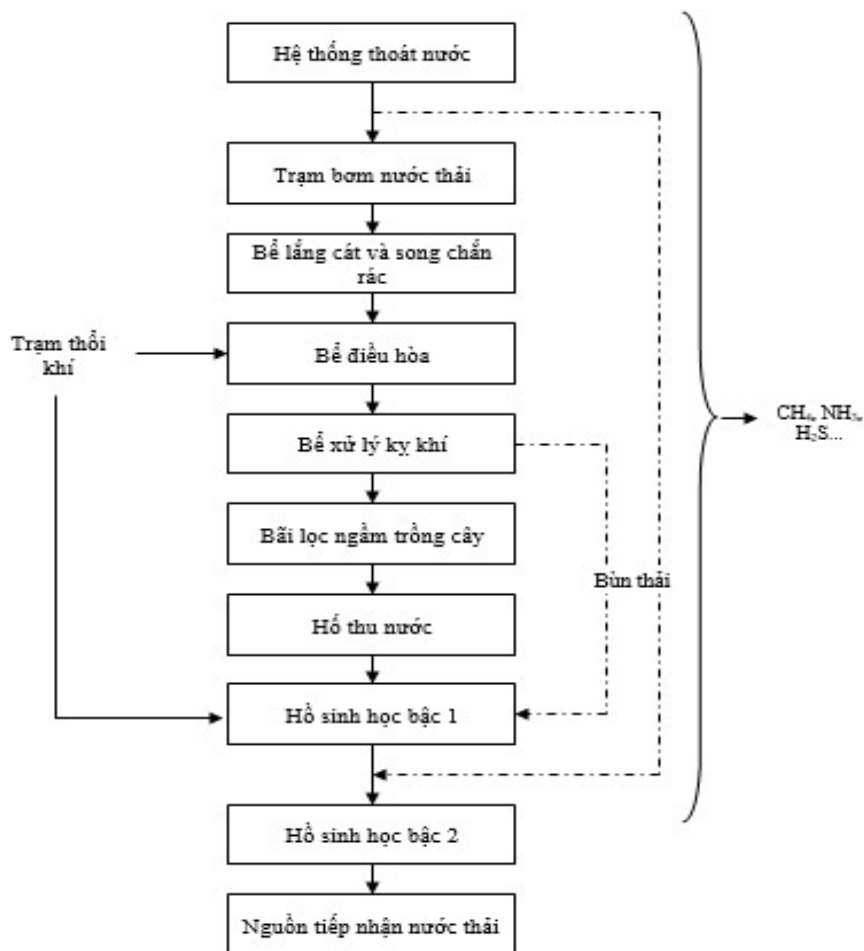 Hệ thống thoát nước
Trạm bơm nước thải
Bể lắng cát và song chắn
rác
Trạm thổi
khí
Bể điều hòa
CH₄, NH₃,
H₂S...
Bể xử lý kỵ khí
Bãi lọc ngầm trồng cây
Bùn thải
Hố thu nước
Hồ sinh học bậc 1
Hồ sinh học bậc 2
Nguồn tiếp nhận nước thải